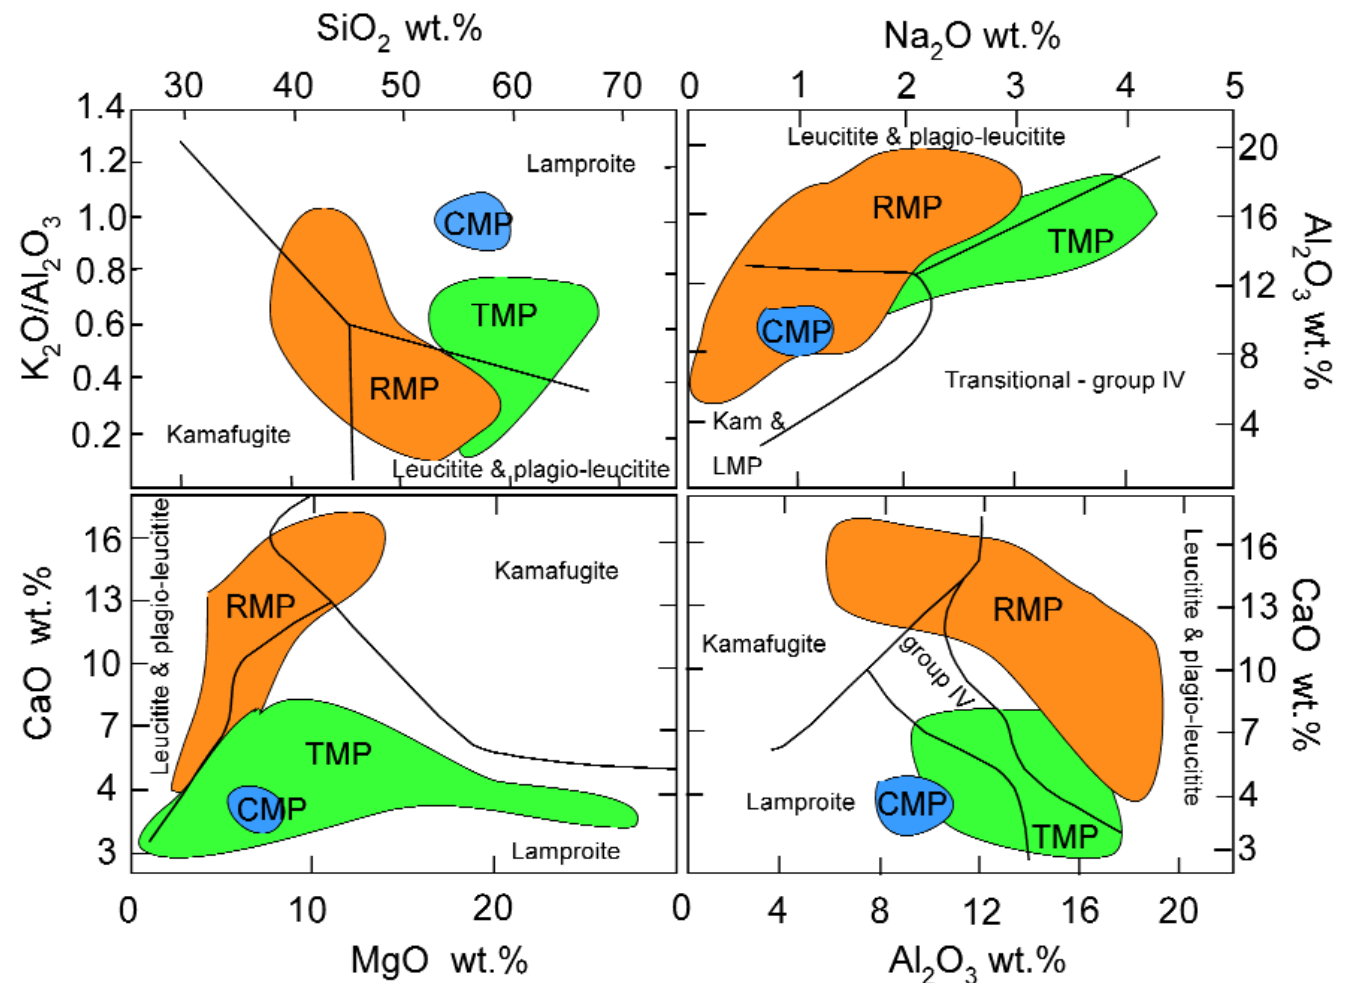 SiO2 wt.%
Na2O wt.%
30 40 50 60 70
0 1 2 3 4 5
1.4
1.2
1.0
0.8
0.6
0.4
0.2
K2O/Al2O3
Lamproite
CMP
TMP
RMP
Kamafugite
Leucitite & plagio-leucitite
Leucitite & plagio-leucitite
RMP
TMP
CMP
Transitional - group IV
Kam &
LMP
20
16
12
8
4
Al2O3 wt.%
16
13
10
7
4
3
CaO wt.%
Leucitite & plagio-leucitite
Kamafugite
RMP
TMP
CMP
Lamproite
0 10 20
MgO wt.%
Kamafugite
RMP
group IV
Leucitite & plagio-leucitite
Lamproite
CMP
TMP
16
13
10
7
4
3
CaO wt.%
0 4 8 12 16 20
Al2O3 wt.%